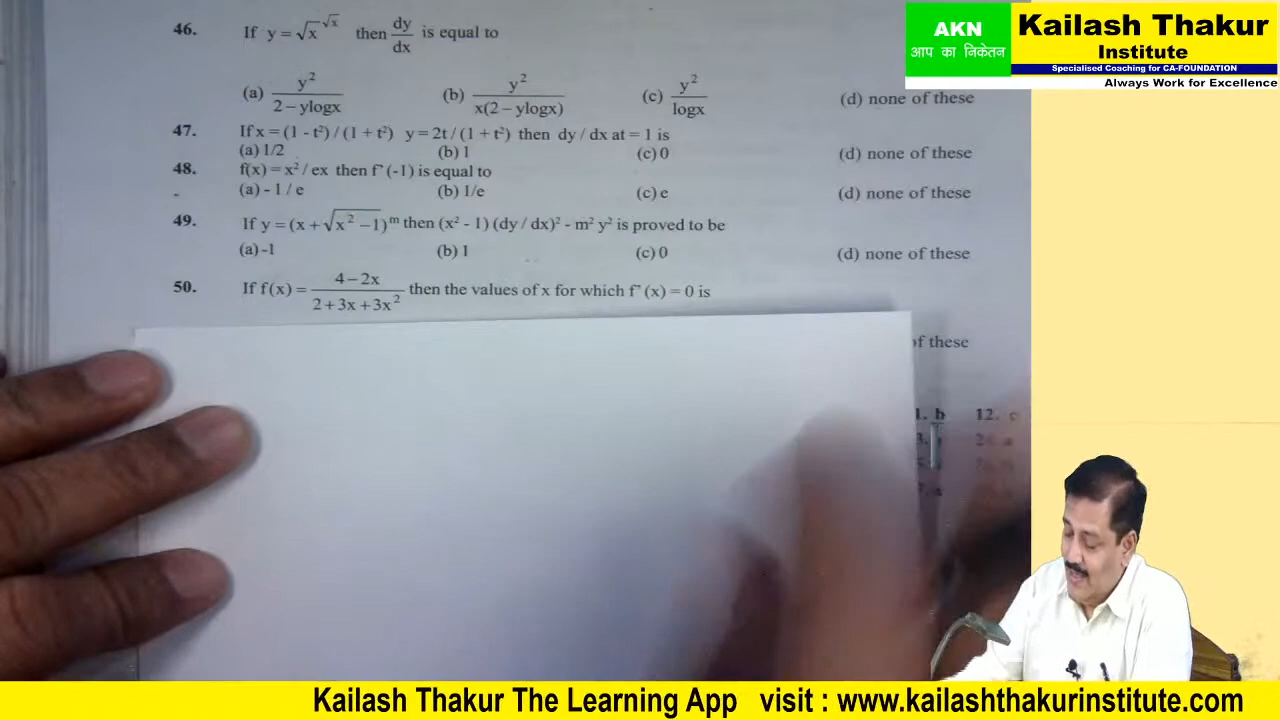 AKN
आप का निकेतन
Kailash Thakur
Institute
Specialised Coaching for CA-FOUNDATION
Always Work for Excellence
46. If y = √x^√x then dy/dx is equal to
(a) y²/(2 – ylogx) (b) y²/(x(2 – ylogx)) (c) y²/logx (d) none of these
47. If x = (1 - t²) / (1 + t²) y = 2t / (1 + t²) then dy / dx at = 1 is
(a) 1/2 (b) 1 (c) 0 (d) none of these
48. f(x) = x² / ex then f' (-1) is equal to
(a) - 1 / e (b) 1/e (c) e (d) none of these
49. If y = (x + √(x² – 1))ᵐ then (x² - 1) (dy / dx)² - m² y² is proved to be
(a) -1 (b) 1 (c) 0 (d) none of these
50. If f(x) = (4 – 2x)/(2 + 3x + 3x²) then the values of x for which f' (x) = 0 is
of these
b 12.
Kailash Thakur The Learning App visit : www.kailashthakurinstitute.com